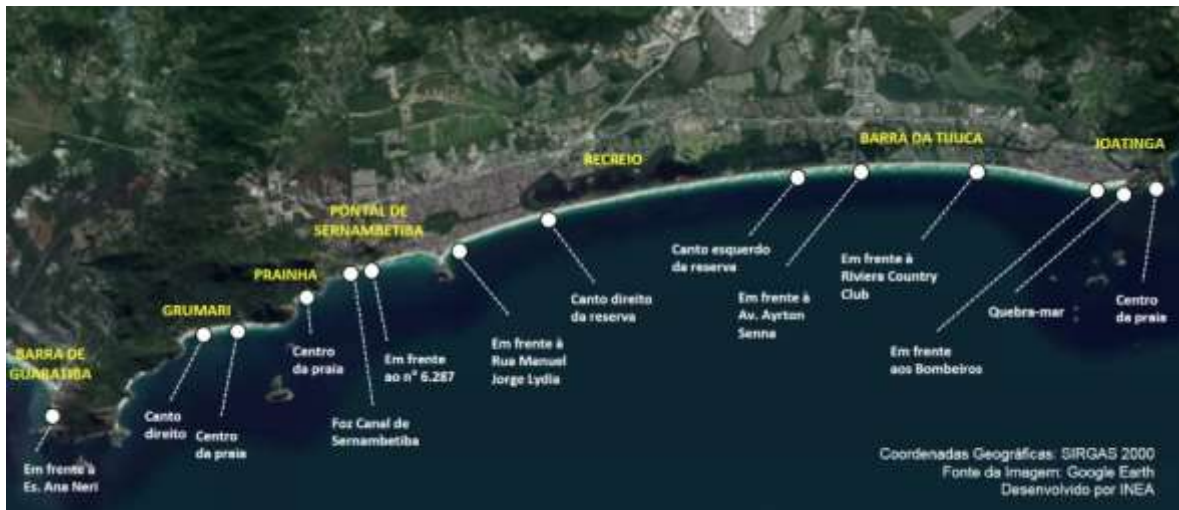 JOATINGA
BARRA DA TIJUCA
RECREIO
PONTAL DE
SERNAMBETIBA
PRAINHA
GRUMARI
BARRA DE
GUARATIBA
Em frente à
Es. Ana Neri
Canto
direito
Centro
da praia
Centro
da praia
Foz Canal de
Sernambetiba
Em frente
ao n° 6.287
Em frente à
Rua Manuel
Jorge Lydia
Canto direito
da reserva
Canto esquerdo
da reserva
Em frente à
Av. Ayrton
Senna
Em frente à
Riviera Country
Club
Em frente
aos Bombeiros
Quebra-mar
Centro
da praia
Coordenadas Geográficas: SIRGAS 2000
Fonte da Imagem: Google Earth
Desenvolvido por INEA